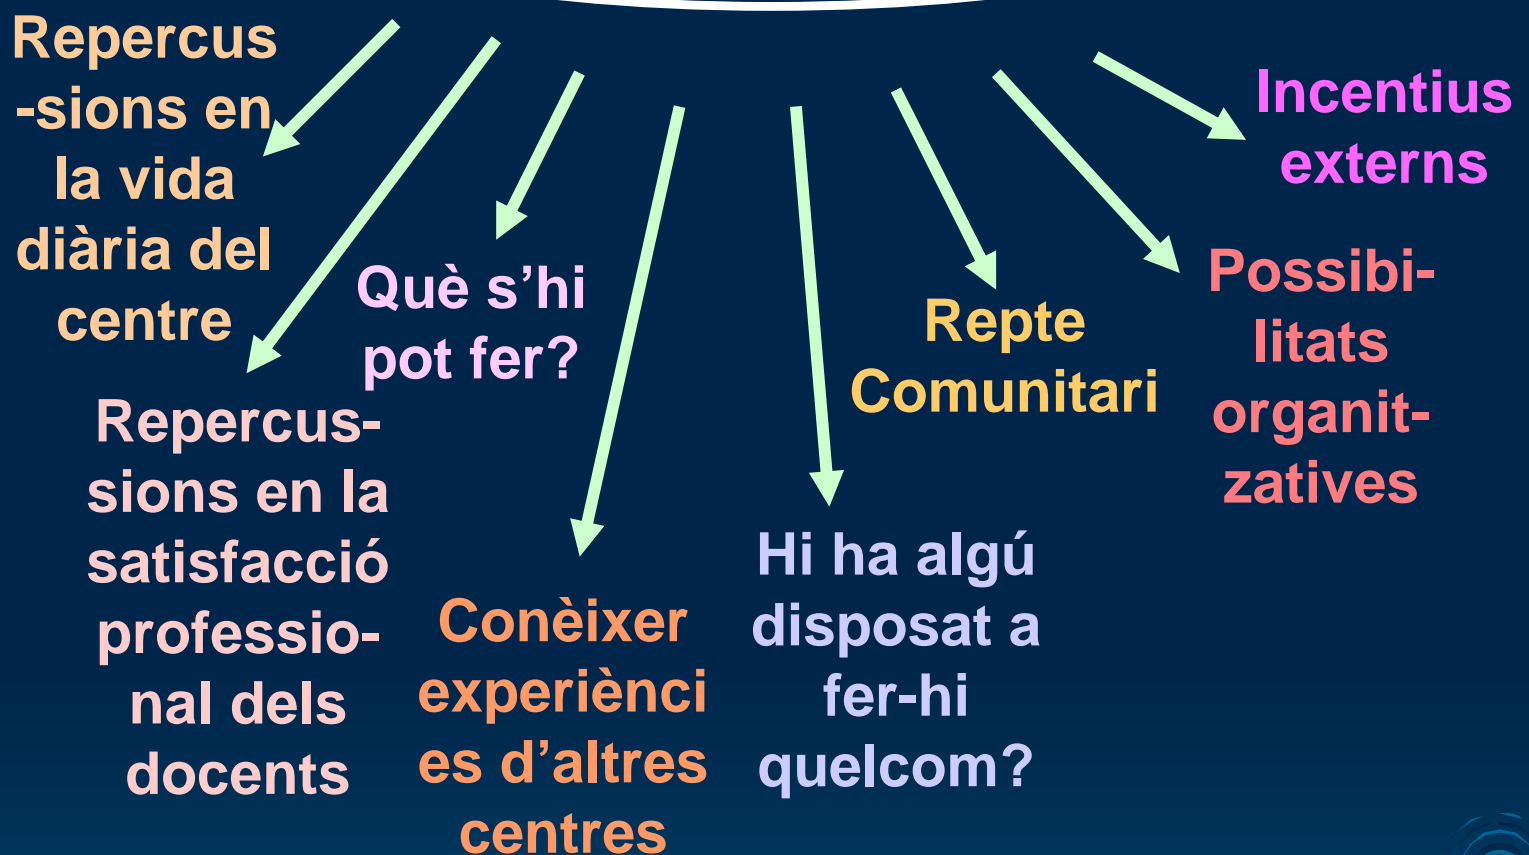 Repercus
-sions en
la vida
diària del
centre
Repercus-
sions en la
satisfacció
professio-
nal dels
docents
Què s’hi
pot fer?
Conèixer
experiènci
es d’altres
centres
Hi ha algú
disposat a
fer-hi
quelcom?
Repte
Comunitari
Possibi-
litats
organit-
zatives
Incentius
externs